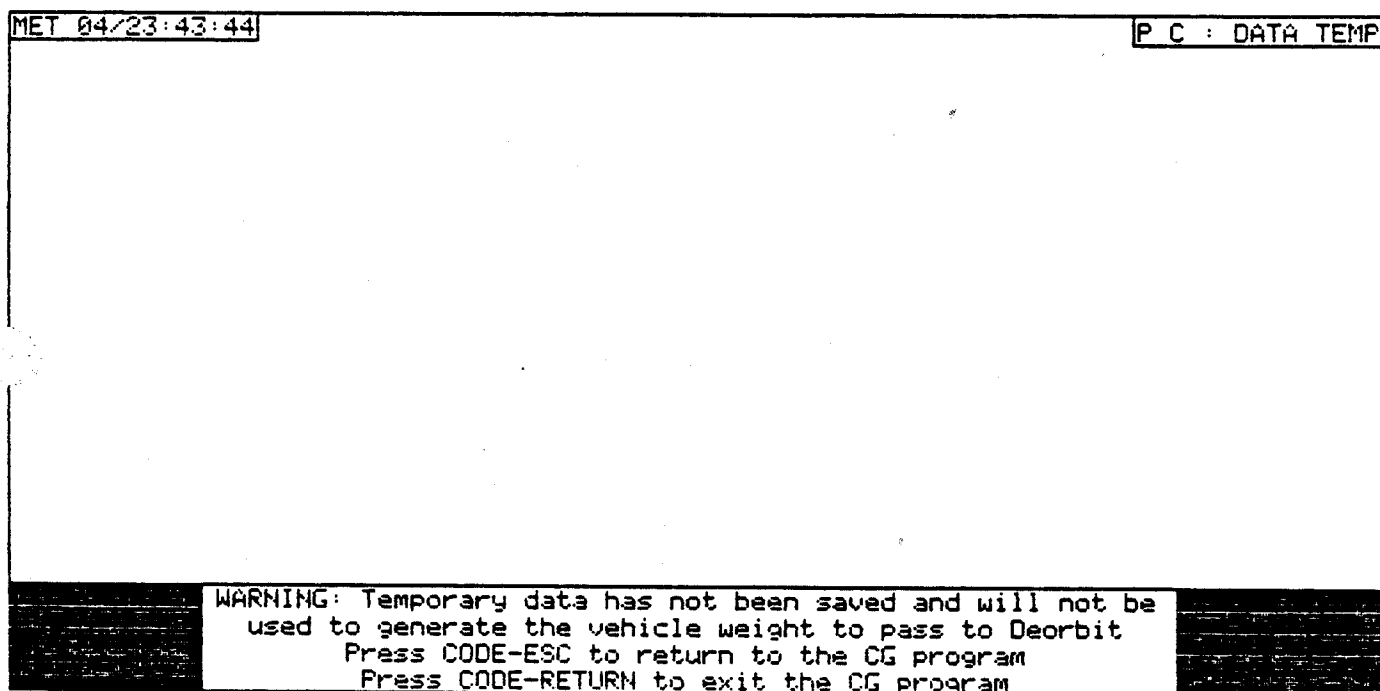 MET 04/23:43:44
P C : DATA TEMP
WARNING: Temporary data has not been saved and will not be
used to generate the vehicle weight to pass to Deorbit
Press CODE-ESC to return to the CG program
Press CODE-RETURN to exit the CG program